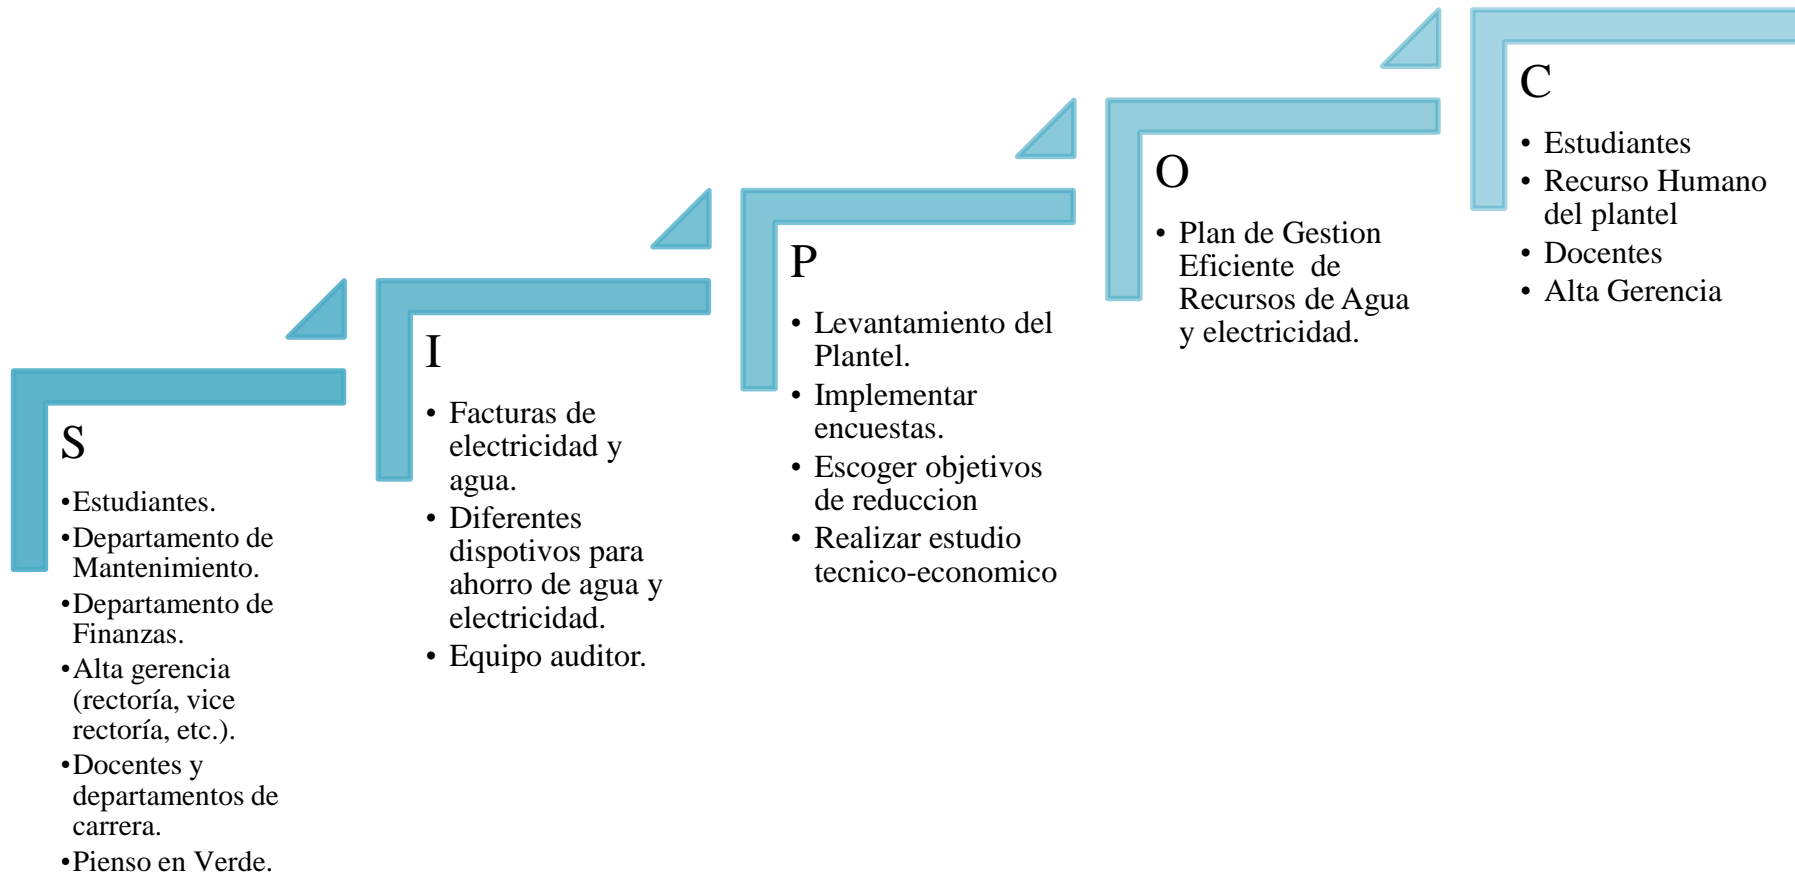 S
•Estudiantes.
•Departamento de
Mantenimiento.
•Departamento de
Finanzas.
•Alta gerencia
(rectoría, vice
rectoría, etc.).
•Docentes y
departamentos de
carrera.
•Pienso en Verde.
I
• Facturas de
electricidad y
agua.
• Diferentes
dispotivos para
ahorro de agua y
electricidad.
• Equipo auditor.
P
• Levantamiento del
Plantel.
• Implementar
encuestas.
• Escoger objetivos
de reduccion
• Realizar estudio
tecnico-economico
O
• Plan de Gestion
Eficiente de
Recursos de Agua
y electricidad.
C
• Estudiantes
• Recurso Humano
del plantel
• Docentes
• Alta Gerencia